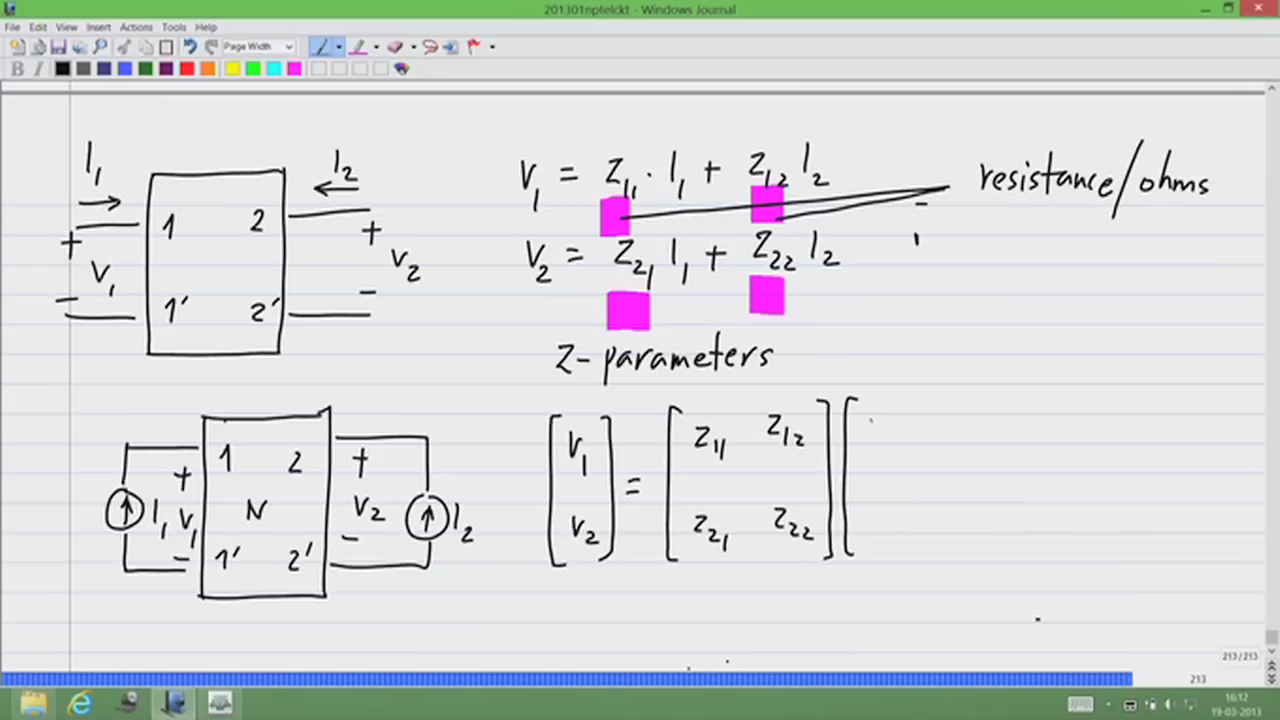 201301nptelckt - Windows Journal
File Edit View Insert Actions Tools Help
Page Width
B I
I1 I2
+ 1 2 +
V1 V2
- 1' 2' -
V1 = Z11 · I1 + Z12 I2
resistance/ohms
V2 = Z21 I1 + Z22 I2
Z- parameters
1 2
+ +
I1 V1 N V2 I2
- -
1' 2'
[V1 = [Z11 Z12] [
V2] [Z21 Z22]
213/213
213
16:12
19-03-2013